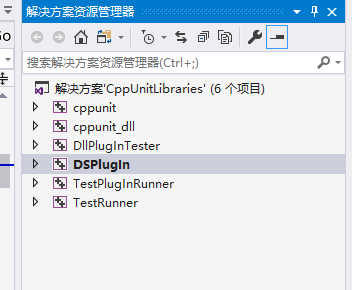 解决方案资源管理器
搜索解决方案资源管理器(Ctrl+;)
解决方案'CppUnitLibraries' (6 个项目)
cppunit
cppunit_dll
DllPlugInTester
DSPlugIn
TestPlugInRunner
TestRunner